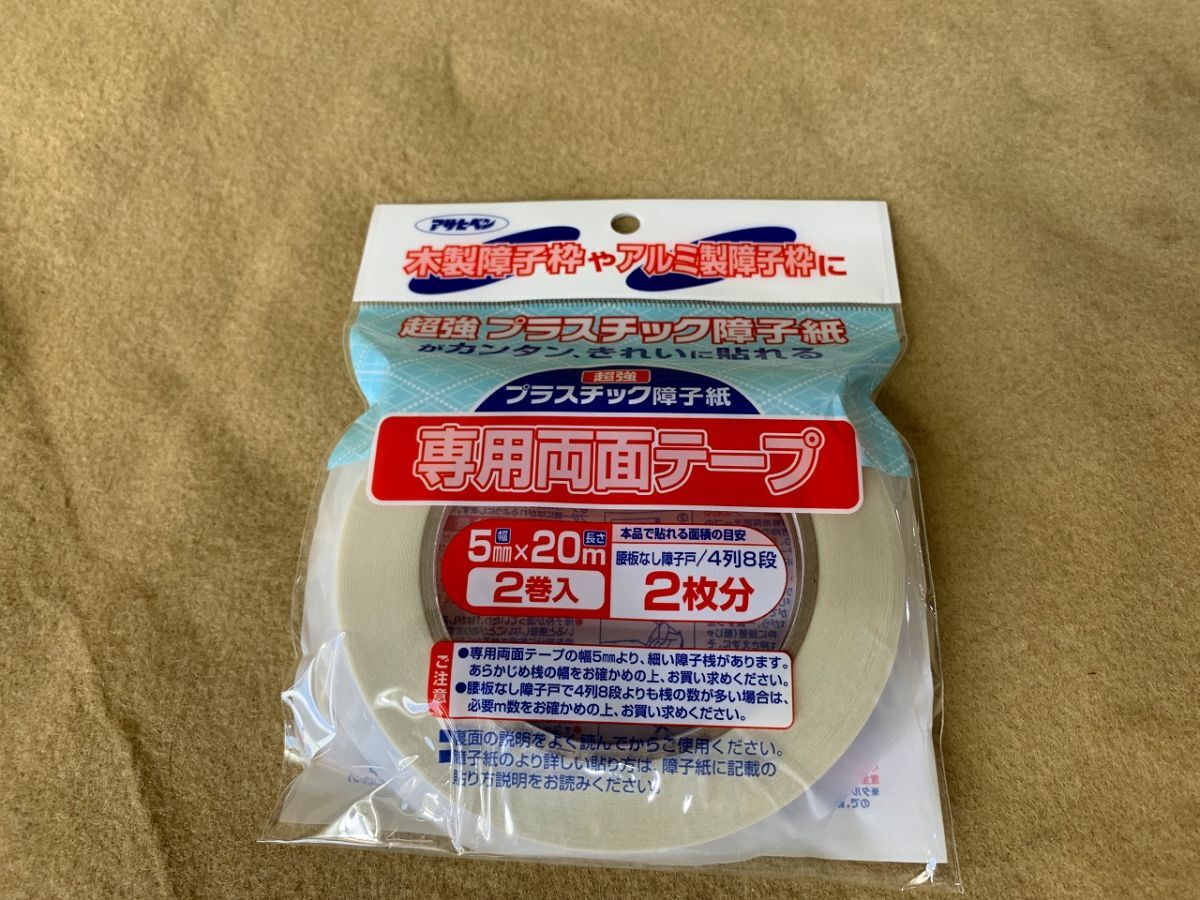 アサヒペン
木製障子枠やアルミ製障子枠に
超強プラスチック障子紙
がカンタン、きれいに貼れる
超強
プラスチック障子紙
専用両面テープ
幅 長さ
5mm×20m
2巻入
本品で貼れる面積の目安
腰板なし障子戸/4列8段
2枚分
ご注意
●専用両面テープの幅5mmより、細い障子桟があります。
あらかじめ桟の幅をお確かめの上、お買い求めください。
●腰板なし障子戸で4列8段よりも桟の数が多い場合は、
必要m数をお確かめの上、お買い求めください。
裏面の説明をよく読んでからご使用ください。
障子紙のより詳しい貼り方は、障子紙に記載の
貼り方説明をお読みください。